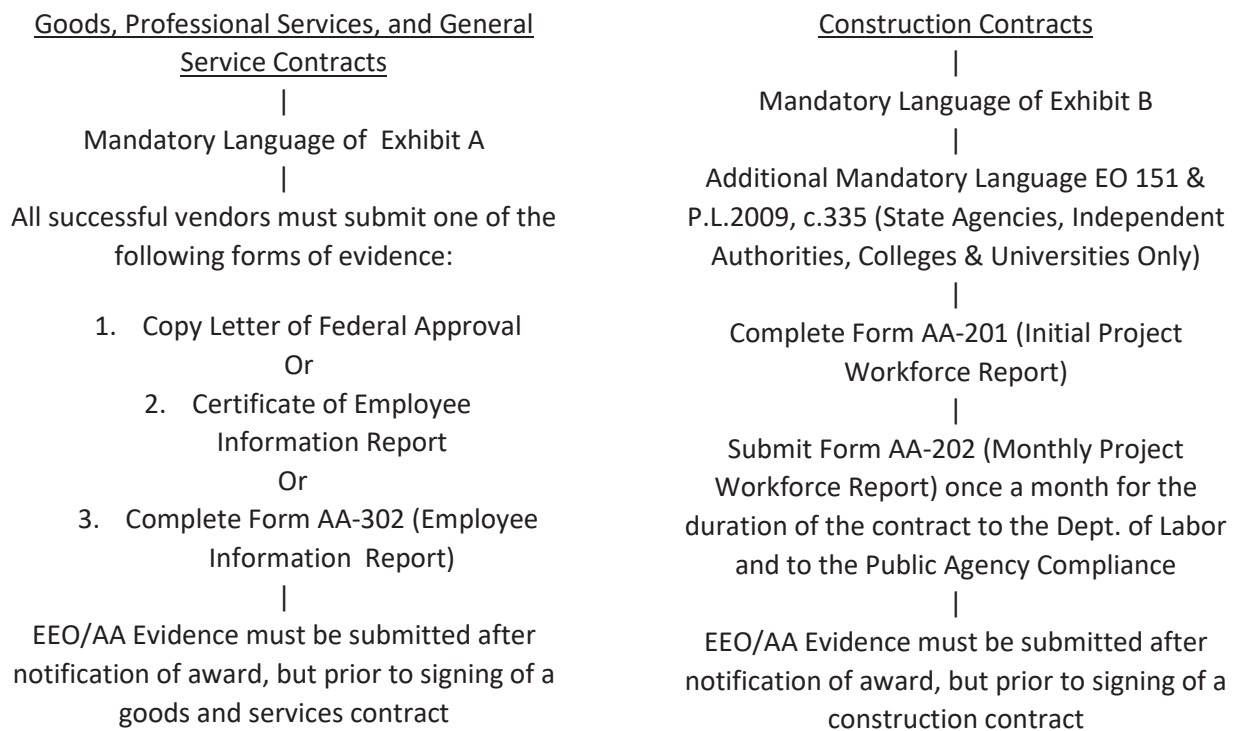 Goods, Professional Services, and General
Service Contracts
|
Mandatory Language of Exhibit A
|
All successful vendors must submit one of the
following forms of evidence:
1. Copy Letter of Federal Approval
Or
2. Certificate of Employee
Information Report
Or
3. Complete Form AA-302 (Employee
Information Report)
|
EEO/AA Evidence must be submitted after
notification of award, but prior to signing of a
goods and services contract
Construction Contracts
|
Mandatory Language of Exhibit B
|
Additional Mandatory Language EO 151 &
P.L.2009, c.335 (State Agencies, Independent
Authorities, Colleges & Universities Only)
|
Complete Form AA-201 (Initial Project
Workforce Report)
|
Submit Form AA-202 (Monthly Project
Workforce Report) once a month for the
duration of the contract to the Dept. of Labor
and to the Public Agency Compliance
|
EEO/AA Evidence must be submitted after
notification of award, but prior to signing of a
construction contract